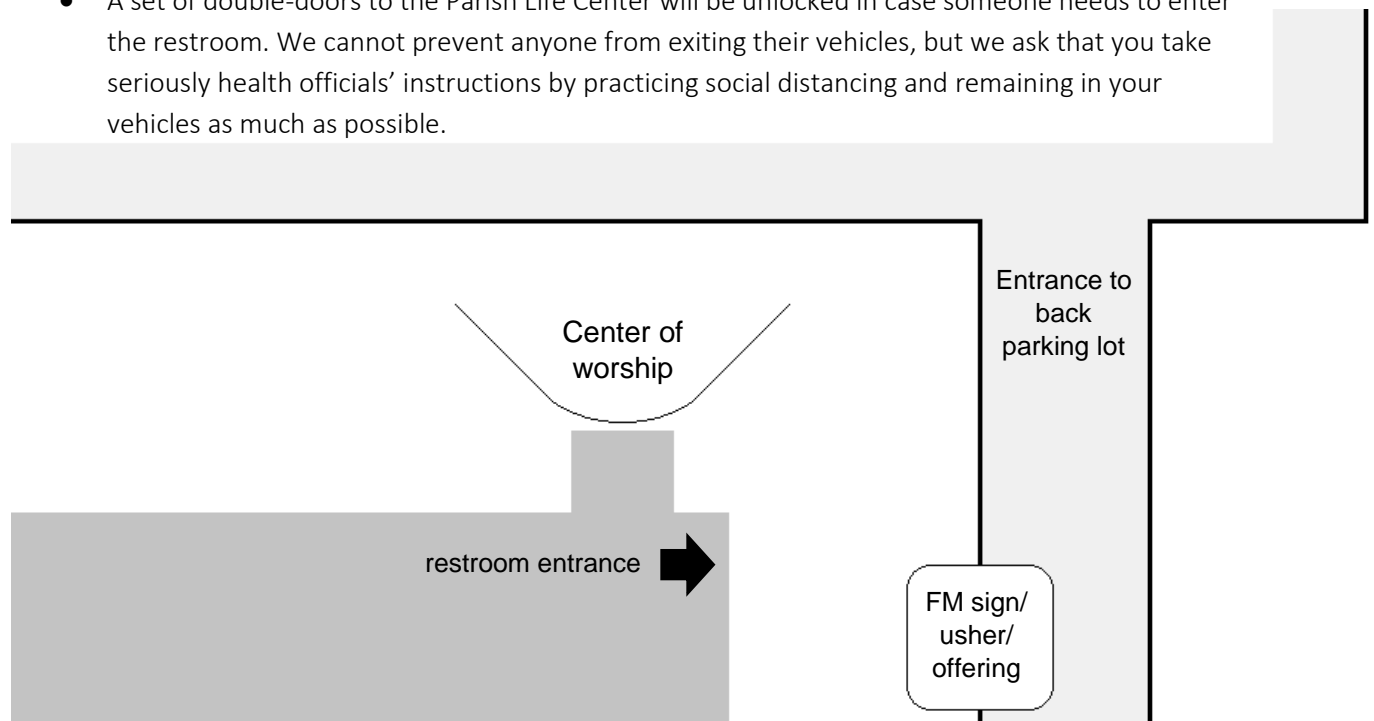 • A set of double-doors to the Parish Life Center will be unlocked in case someone needs to enter
the restroom. We cannot prevent anyone from exiting their vehicles, but we ask that you take
seriously health officials’ instructions by practicing social distancing and remaining in your
vehicles as much as possible.
Entrance to
back
parking lot
Center of
worship
restroom entrance
FM sign/
usher/
offering